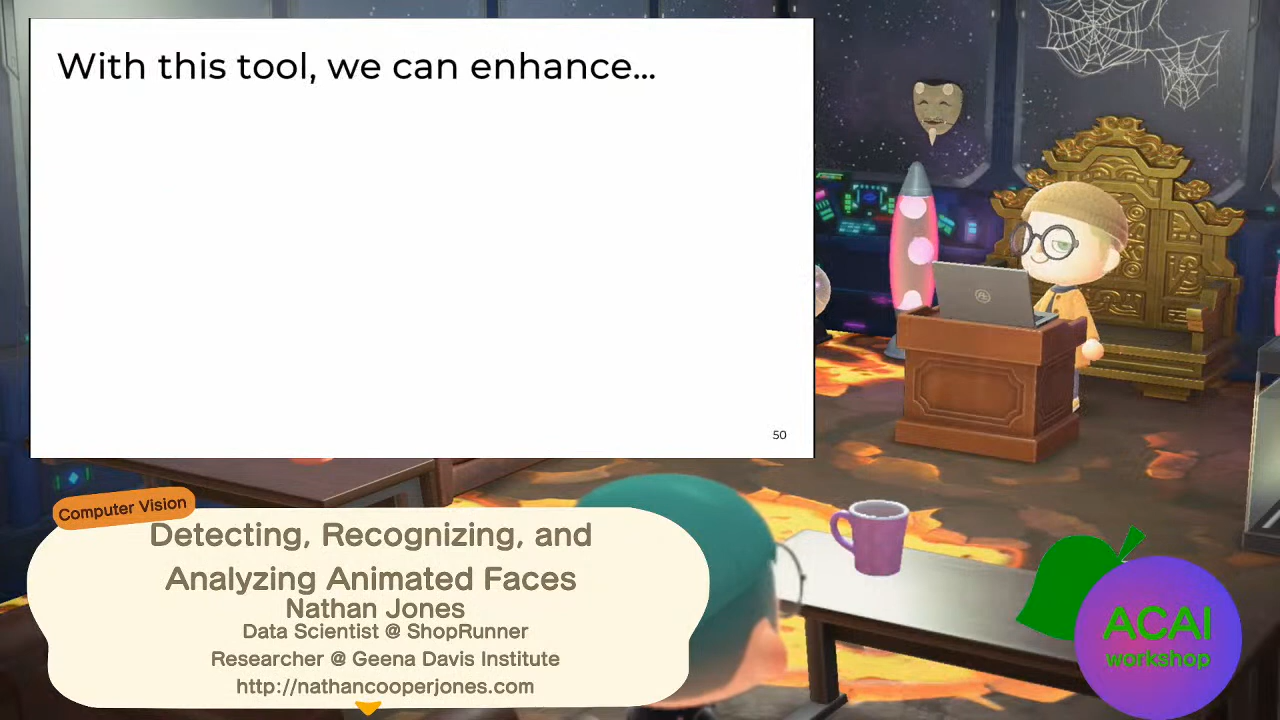 With this tool, we can enhance...
50
Computer Vision
Detecting, Recognizing, and
Analyzing Animated Faces
Nathan Jones
Data Scientist @ ShopRunner
Researcher @ Geena Davis Institute
http://nathancooperjones.com
ACAI
workshop